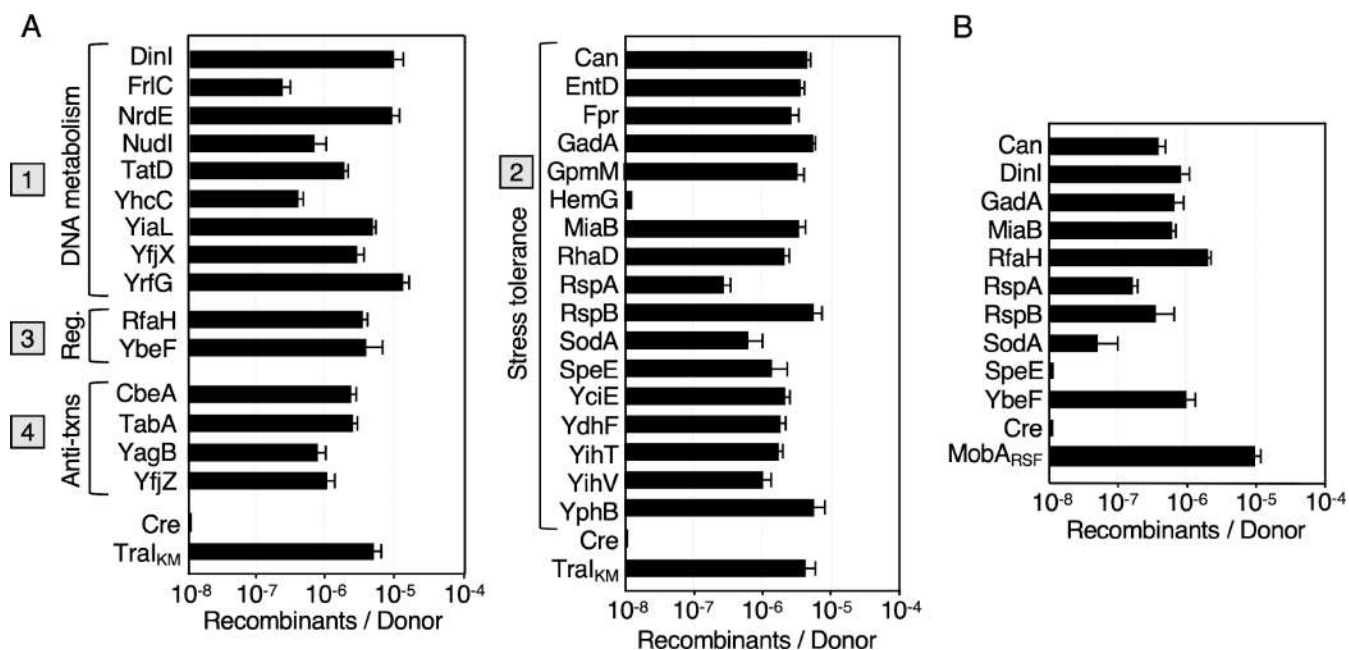 A
1
DNA metabolism
DinI
FrlC
NrdE
NudI
TatD
YhcC
YiaL
YfjX
YrfG
3
Reg.
RfaH
YbeF
4
Anti-txns
CbeA
TabA
YagB
YfjZ
Cre
TraI_KM
10^-8 10^-7 10^-6 10^-5 10^-4
Recombinants / Donor
2
Stress tolerance
Can
EntD
Fpr
GadA
GpmM
HemG
MiaB
RhaD
RspA
RspB
SodA
SpeE
YciE
YdhF
YihT
YihV
YphB
Cre
TraI_KM
10^-8 10^-7 10^-6 10^-5 10^-4
Recombinants / Donor
B
Can
DinI
GadA
MiaB
RfaH
RspA
RspB
SodA
SpeE
YbeF
Cre
MobA_RSF
10^-8 10^-7 10^-6 10^-5 10^-4
Recombinants / Donor